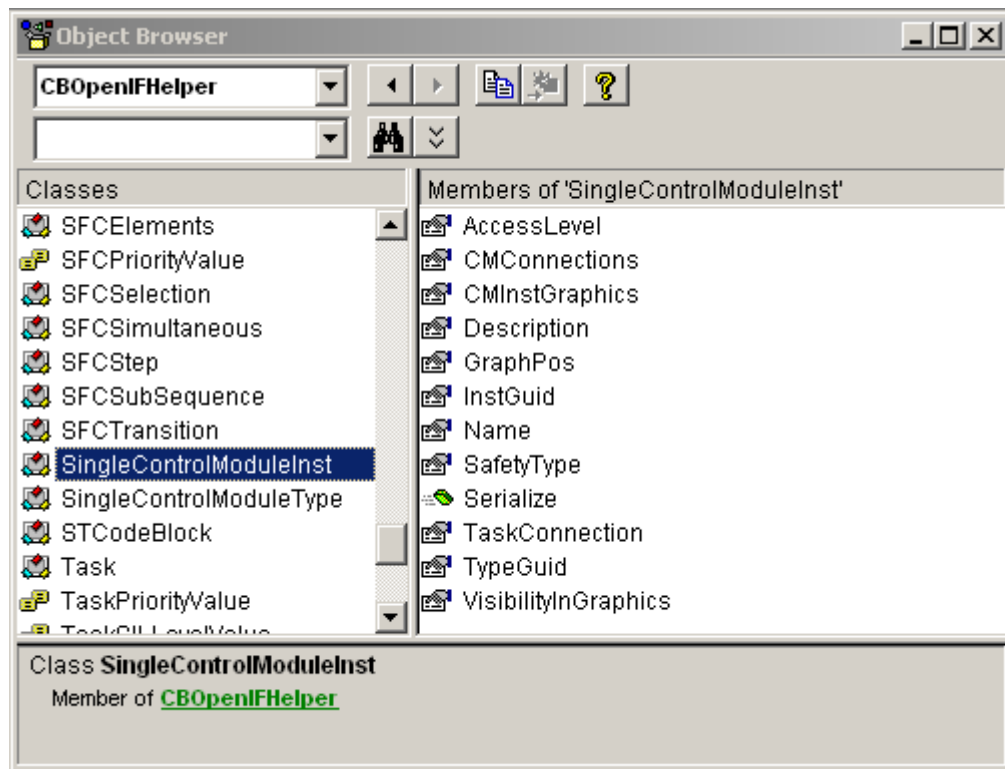 Object Browser
CBOpenIFHelper
Classes
Members of 'SingleControlModuleInst'
SFCElements
SFCPriorityValue
SFCSelection
SFCSimultaneous
SFCStep
SFCSubSequence
SFCTransition
SingleControlModuleInst
SingleControlModuleType
STCodeBlock
Task
TaskPriorityValue
AccessLevel
CMConnections
CMInstGraphics
Description
GraphPos
InstGuid
Name
SafetyType
Serialize
TaskConnection
TypeGuid
VisibilityInGraphics
Class SingleControlModuleInst
Member of CBOpenIFHelper